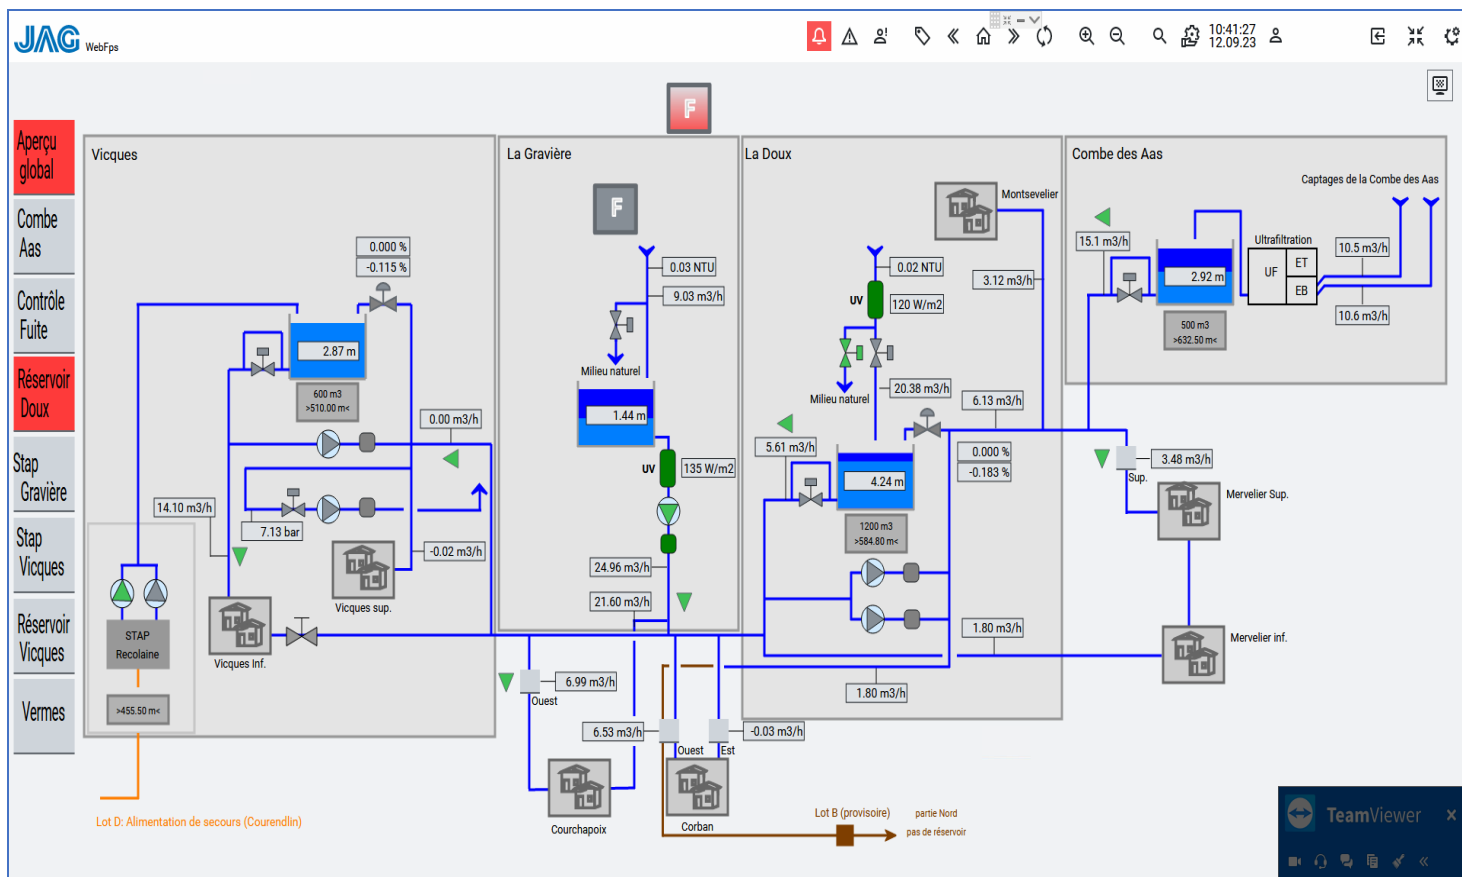 JAG WebFps
10:41:27
12.09.23
F
Aperçu
global
Combe
Aas
Contrôle
Fuite
Réservoir
Doux
Stap
Gravière
Stap
Vicques
Réservoir
Vicques
Vermes
Vicques
0.000 %
-0.115 %
2.87 m
600 m3
>510.00 m<
0.00 m3/h
14.10 m3/h
7.13 bar
-0.02 m3/h
Vicques sup.
STAP
Recolaine
Vicques Inf.
>455.50 m<
Lot D: Alimentation de secours (Courendlin)
La Gravière
F
0.03 NTU
9.03 m3/h
Milieu naturel
1.44 m
UV
135 W/m2
24.96 m3/h
21.60 m3/h
6.99 m3/h
Ouest
6.53 m3/h
Ouest
Est
-0.03 m3/h
Courchapoix
Corban
La Doux
Montsevelier
0.02 NTU
3.12 m3/h
UV
120 W/m2
Milieu naturel
20.38 m3/h
6.13 m3/h
5.61 m3/h
0.000 %
-0.183 %
4.24 m
1200 m3
>584.80 m<
1.80 m3/h
1.80 m3/h
Lot B (provisoire)
partie Nord
pas de réservoir
Combe des Aas
Captages de la Combe des Aas
15.1 m3/h
Ultrafiltration
10.5 m3/h
2.92 m
UF
ET
EB
10.6 m3/h
500 m3
>632.50 m<
3.48 m3/h
Sup.
Mervelier Sup.
Mervelier inf.
TeamViewer